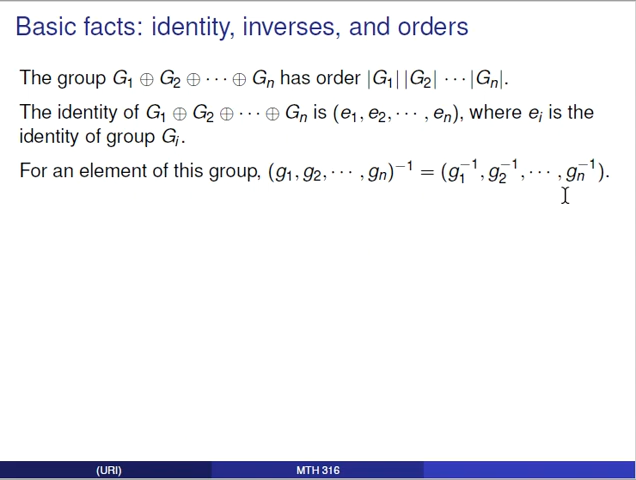 Basic facts: identity, inverses, and orders
The group G₁ ⊕ G₂ ⊕ ··· ⊕ Gₙ has order |G₁||G₂| ···|Gₙ|.
The identity of G₁ ⊕ G₂ ⊕ ··· ⊕ Gₙ is (e₁, e₂, ··· , eₙ), where eᵢ is the
identity of group Gᵢ.
For an element of this group, (g₁, g₂, ··· , gₙ)⁻¹ = (g₁⁻¹, g₂⁻¹, ··· , gₙ⁻¹).
(URI) MTH 316